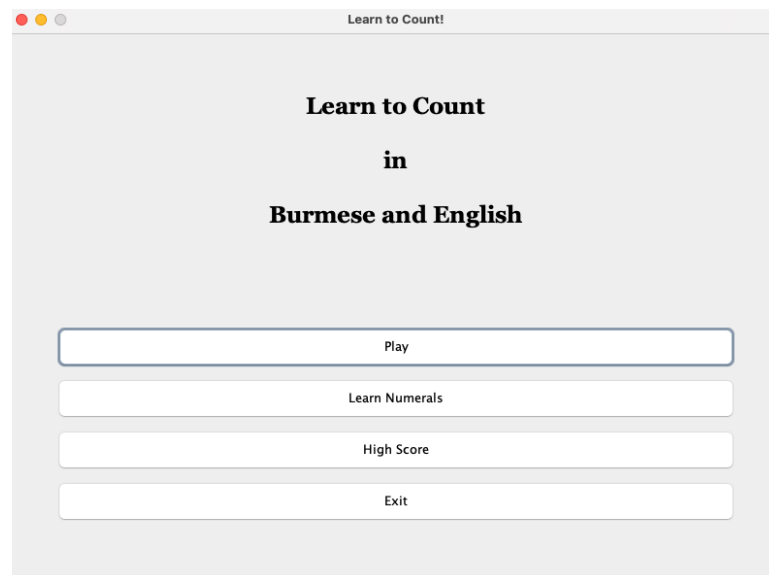 Learn to Count!
Learn to Count
in
Burmese and English
Play
Learn Numerals
High Score
Exit